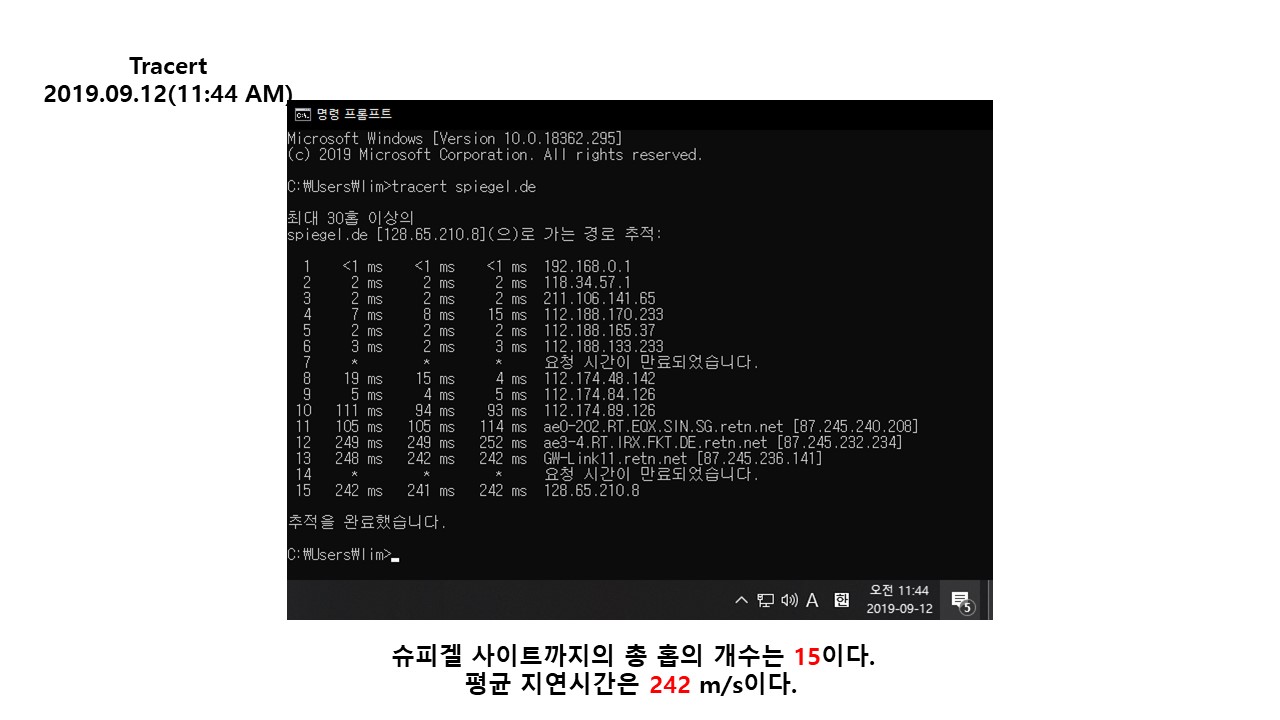 Tracert
2019.09.12(11:44 AM)
명령 프롬프트
Microsoft Windows [Version 10.0.18362.295]
(c) 2019 Microsoft Corporation. All rights reserved.
C:₩Users₩lim>tracert spiegel.de
최대 30홉 이상의
spiegel.de [128.65.210.8](으)로 가는 경로 추적:
1 <1 ms <1 ms <1 ms 192.168.0.1
2 2 ms 2 ms 2 ms 118.34.57.1
3 2 ms 2 ms 2 ms 211.106.141.65
4 7 ms 8 ms 15 ms 112.188.170.233
5 2 ms 2 ms 2 ms 112.188.165.37
6 3 ms 2 ms 3 ms 112.188.133.233
7 * * * 요청 시간이 만료되었습니다.
8 19 ms 15 ms 4 ms 112.174.48.142
9 5 ms 4 ms 5 ms 112.174.84.126
10 111 ms 94 ms 93 ms 112.174.89.126
11 105 ms 105 ms 114 ms ae0-202.RT.EQX.SIN.SG.retn.net [87.245.240.208]
12 249 ms 249 ms 252 ms ae3-4.RT.IRX.FKT.DE.retn.net [87.245.232.234]
13 248 ms 242 ms 242 ms GW-Link11.retn.net [87.245.236.141]
14 * * * 요청 시간이 만료되었습니다.
15 242 ms 241 ms 242 ms 128.65.210.8
추적을 완료했습니다.
C:₩Users₩lim>
A 한 오전 11:44
2019-09-12 5
슈피겔 사이트까지의 총 홉의 개수는 15이다.
평균 지연시간은 242 m/s이다.